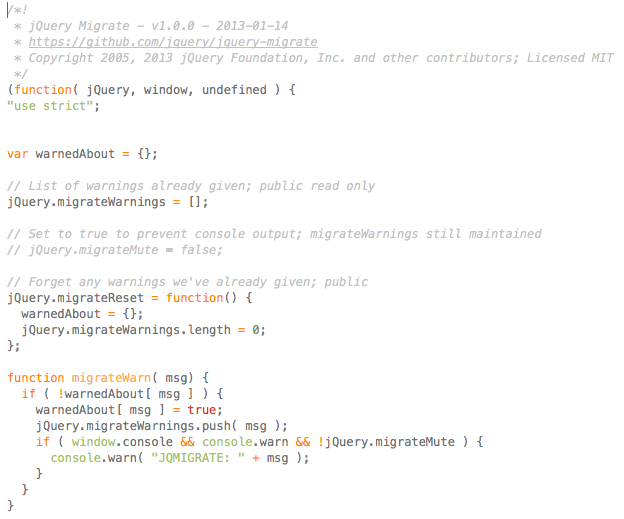 /*!
 * jQuery Migrate - v1.0.0 - 2013-01-14
 * https://github.com/jquery/jquery-migrate
 * Copyright 2005, 2013 jQuery Foundation, Inc. and other contributors; Licensed MIT
 */
(function( jQuery, window, undefined ) {
"use strict";


var warnedAbout = {};

// List of warnings already given; public read only
jQuery.migrateWarnings = [];

// Set to true to prevent console output; migrateWarnings still maintained
// jQuery.migrateMute = false;

// Forget any warnings we've already given; public
jQuery.migrateReset = function() {
  warnedAbout = {};
  jQuery.migrateWarnings.length = 0;
};

function migrateWarn( msg) {
  if ( !warnedAbout[ msg ] ) {
    warnedAbout[ msg ] = true;
    jQuery.migrateWarnings.push( msg );
    if ( window.console && console.warn && !jQuery.migrateMute ) {
      console.warn( "JQMIGRATE: " + msg );
    }
  }
}